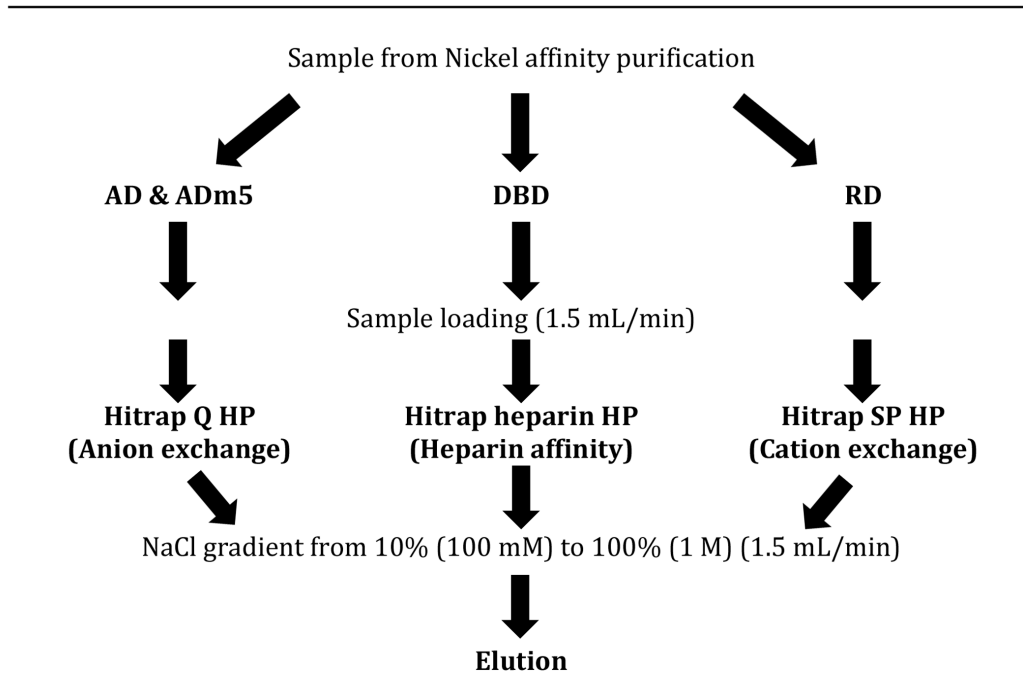 Sample from Nickel affinity purification
AD & ADm5
DBD
RD
Sample loading (1.5 mL/min)
Hitrap Q HP
(Anion exchange)
Hitrap heparin HP
(Heparin affinity)
Hitrap SP HP
(Cation exchange)
NaCl gradient from 10% (100 mM) to 100% (1 M) (1.5 mL/min)
Elution